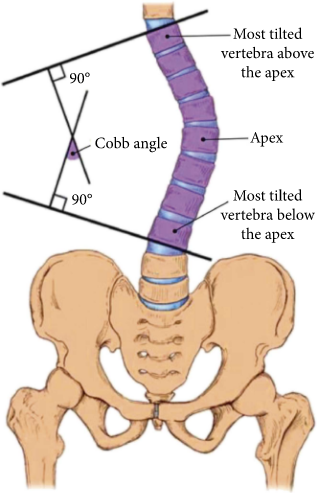 Most tilted
vertebra above
the apex
90°
Cobb angle
Apex
90°
Most tilted
vertebra below
the apex